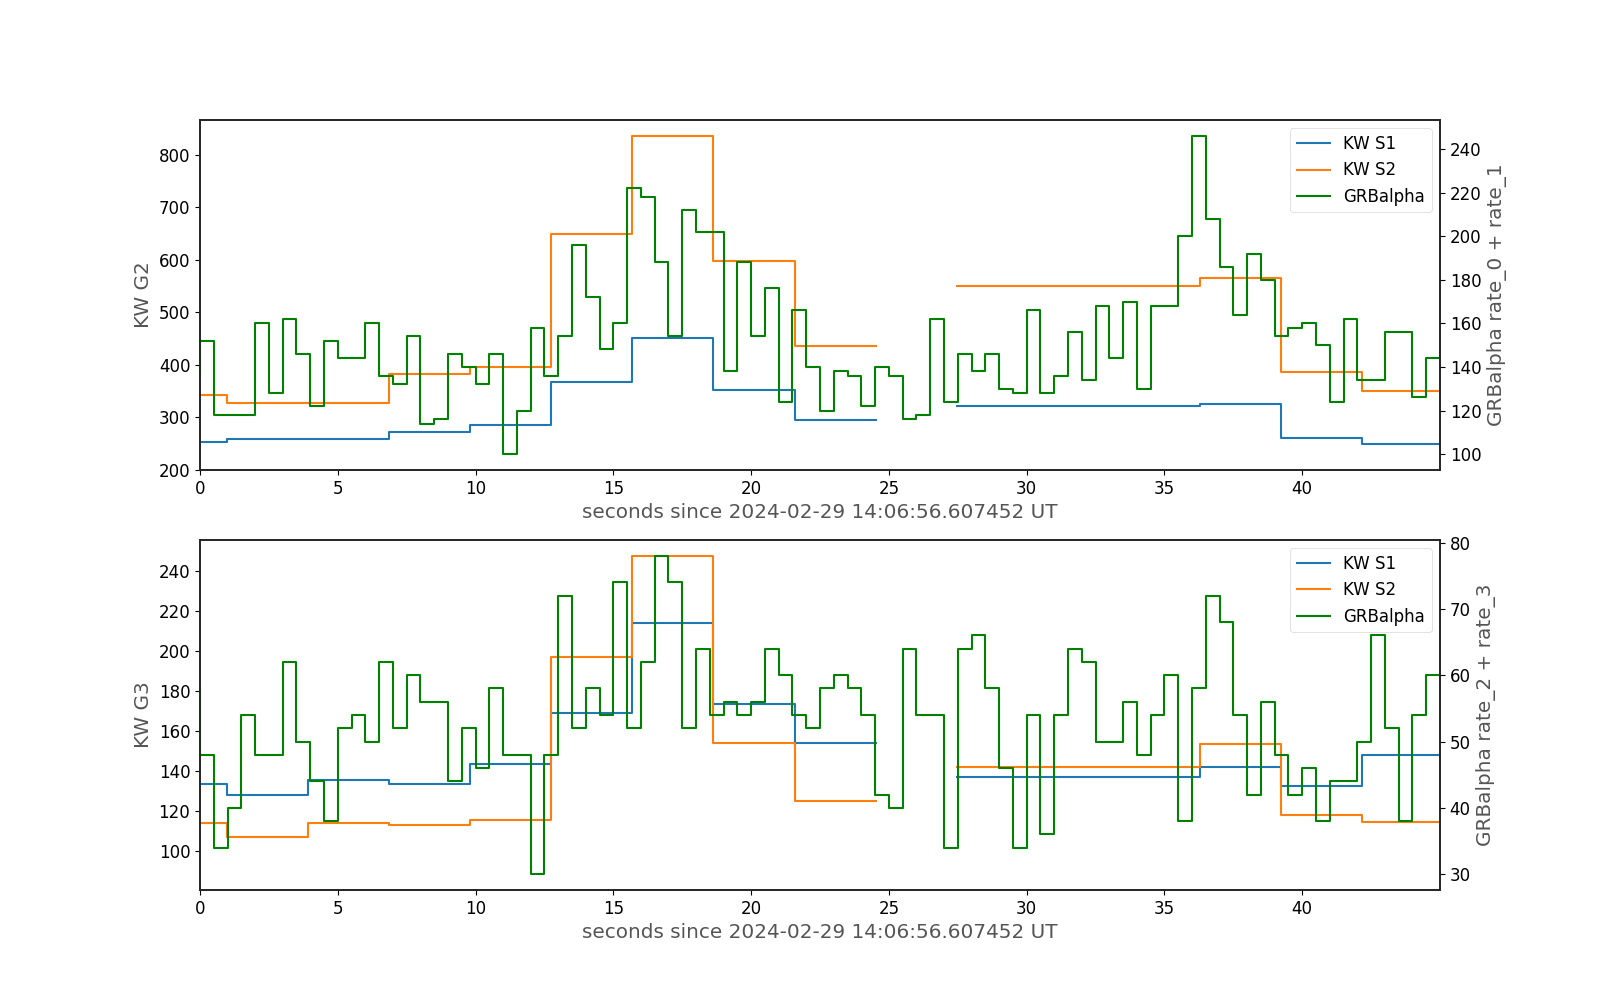 800
700
600
500
400
300
200
KW G2
240
220
200
180
160
140
120
100
GRBalpha rate_0 + rate_1
KW S1
KW S2
GRBalpha
0 5 10 15 20 25 30 35 40
seconds since 2024-02-29 14:06:56.607452 UT
240
220
200
180
160
140
120
100
KW G3
80
70
60
50
40
30
GRBalpha rate_2 + rate_3
KW S1
KW S2
GRBalpha
0 5 10 15 20 25 30 35 40
seconds since 2024-02-29 14:06:56.607452 UT